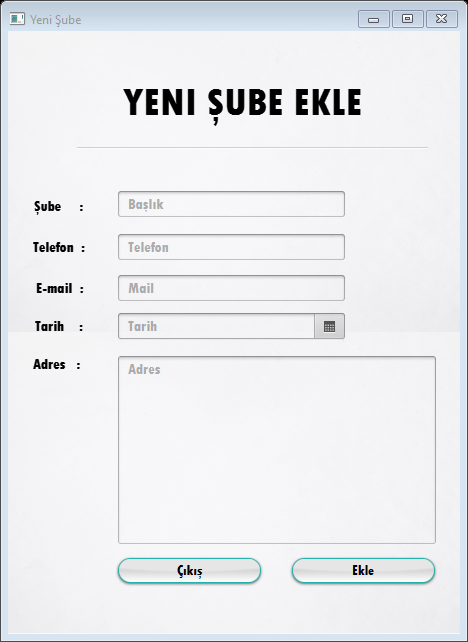 Yeni Şube
YENI ŞUBE EKLE
Şube : Başlık
Telefon : Telefon
E-mail : Mail
Tarih : Tarih
Adres : Adres
Çıkış Ekle